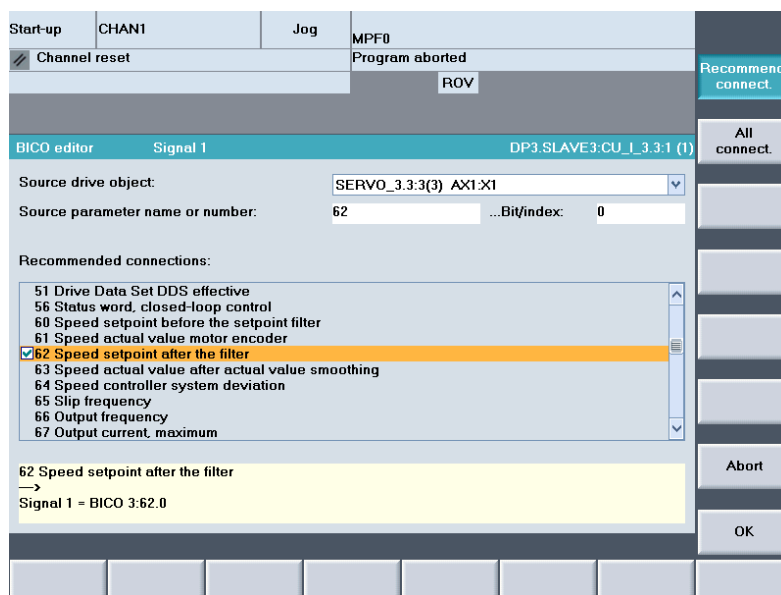 Start-up CHAN1 Jog MPF0
Channel reset Program aborted
ROV
Recommend
connect.
BICO editor Signal 1 DP3.SLAVE3:CU_I_3.3:1 (1)
All
connect.
Source drive object: SERVO_3.3:3(3) AX1:X1
Source parameter name or number: 62 ...Bit/index: 0
Recommended connections:
51 Drive Data Set DDS effective
56 Status word, closed-loop control
60 Speed setpoint before the setpoint filter
61 Speed actual value motor encoder
62 Speed setpoint after the filter
63 Speed actual value after actual value smoothing
64 Speed controller system deviation
65 Slip frequency
66 Output frequency
67 Output current, maximum
62 Speed setpoint after the filter
-->
Signal 1 = BICO 3:62.0
Abort
OK